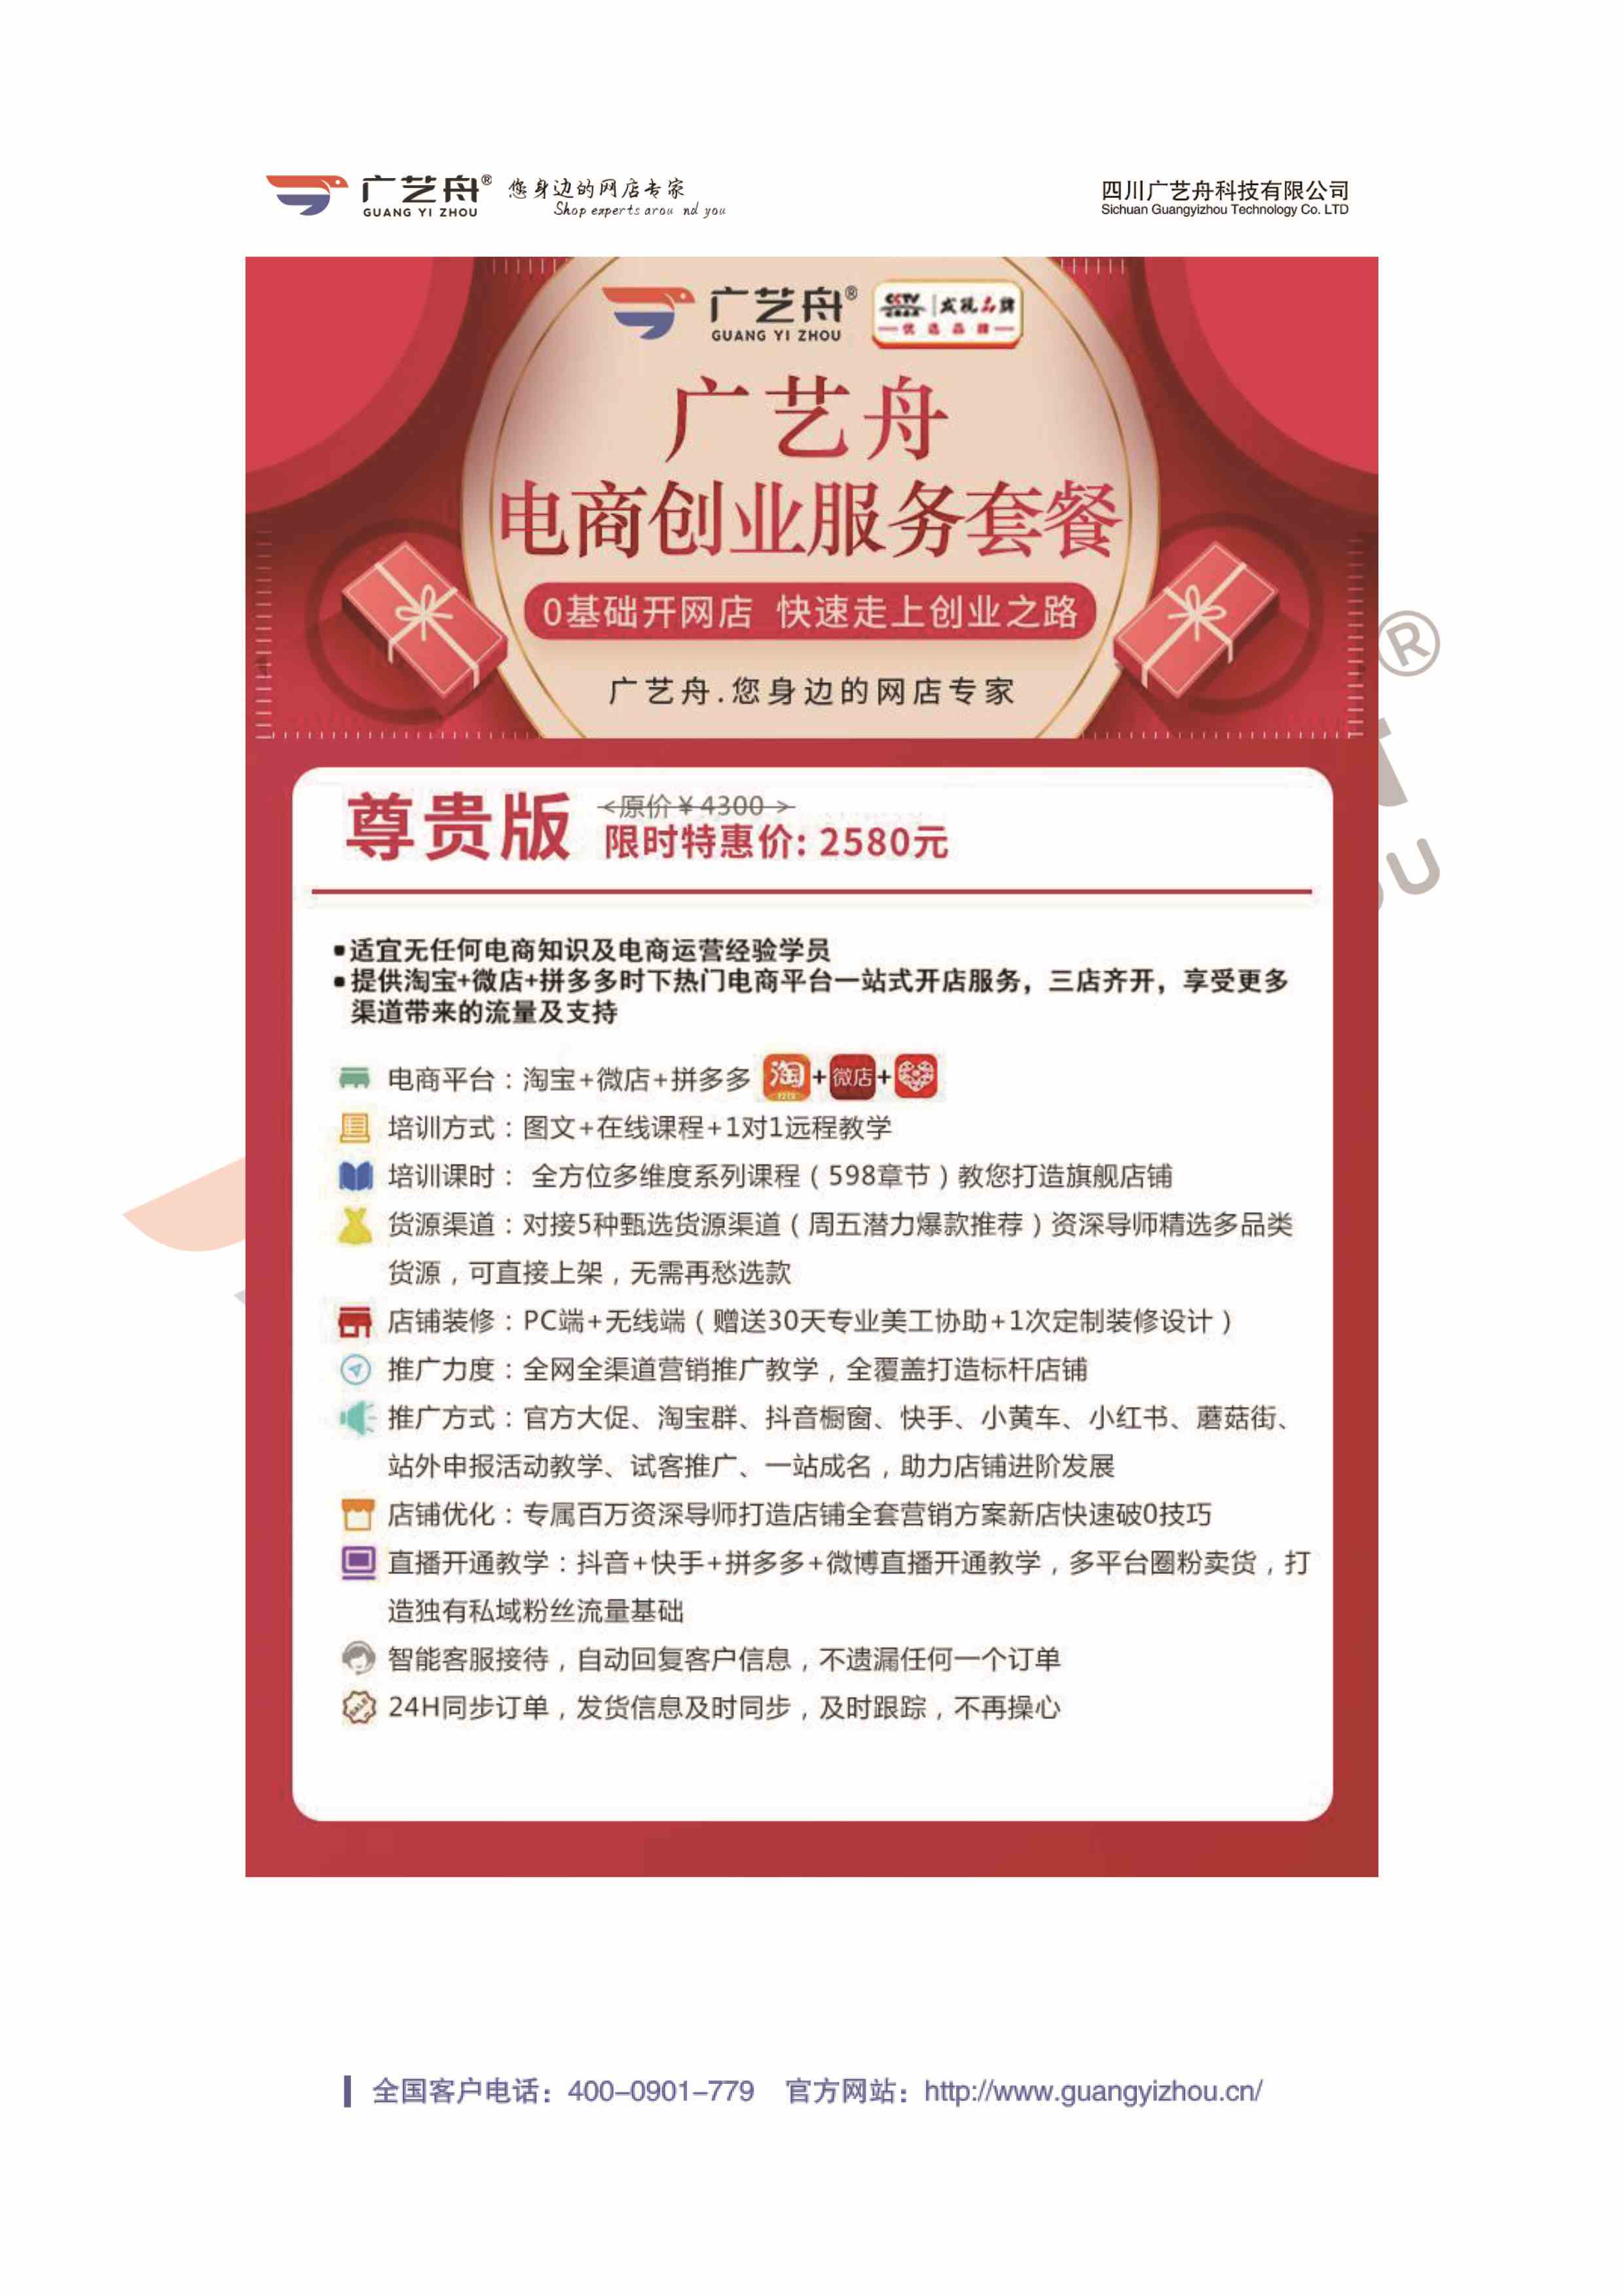 广艺舟® 您身边的网店专家
GUANG YI ZHOU Shop experts arou nd you
四川广艺舟科技有限公司
Sichuan Guangyizhou Technology Co. LTD
广艺舟®
GUANG YI ZHOU
CCTV 发现品牌
优选品牌
广艺舟
电商创业服务套餐
0基础开网店 快速走上创业之路
广艺舟.您身边的网店专家
尊贵版
<原价¥4300>
限时特惠价: 2580元
▪适宜无任何电商知识及电商运营经验学员
▪提供淘宝+微店+拼多多时下热门电商平台一站式开店服务，三店齐开，享受更多
渠道带来的流量及支持
电商平台：淘宝+微店+拼多多 淘+微店+
培训方式：图文+在线课程+1对1远程教学
培训课时： 全方位多维度系列课程（598章节）教您打造旗舰店铺
货源渠道：对接5种甄选货源渠道（周五潜力爆款推荐）资深导师精选多品类
货源，可直接上架，无需再愁选款
店铺装修：PC端+无线端（赠送30天专业美工协助+1次定制装修设计）
推广力度：全网全渠道营销推广教学，全覆盖打造标杆店铺
推广方式：官方大促、淘宝群、抖音橱窗、快手、小黄车、小红书、蘑菇街、
站外申报活动教学、试客推广、一站成名，助力店铺进阶发展
店铺优化：专属百万资深导师打造店铺全套营销方案新店快速破0技巧
直播开通教学：抖音+快手+拼多多+微博直播开通教学，多平台圈粉卖货，打
造独有私域粉丝流量基础
智能客服接待，自动回复客户信息，不遗漏任何一个订单
24H同步订单，发货信息及时同步，及时跟踪，不再操心
®
U
全国客户电话：400-0901-779 官方网站：http://www.guangyizhou.cn/